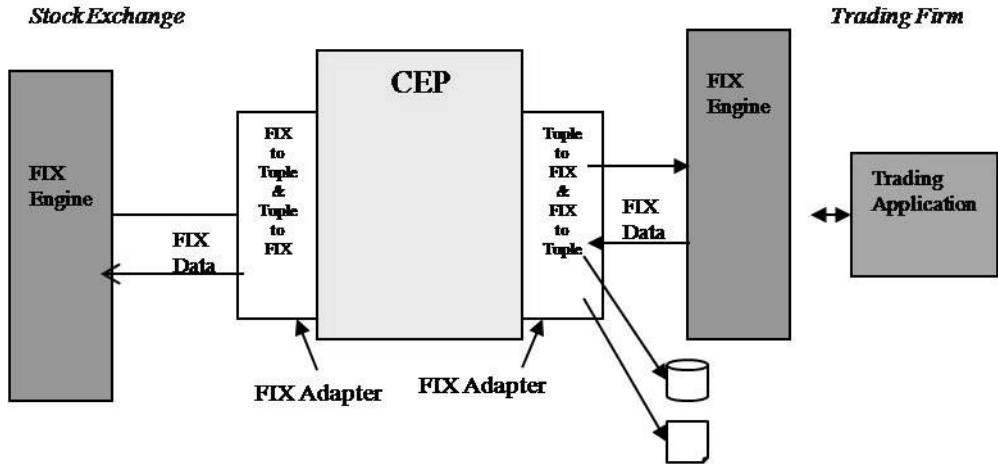 Stock Exchange
Trading Firm
CEP
FIX
Engine
FIX
to
Tuple
&
Tuple
to
FIX
Tuple
to
FIX
&
FIX
to
Tuple
FIX
Engine
Trading
Application
FIX
Data
FIX
Data
FIX Adapter
FIX Adapter